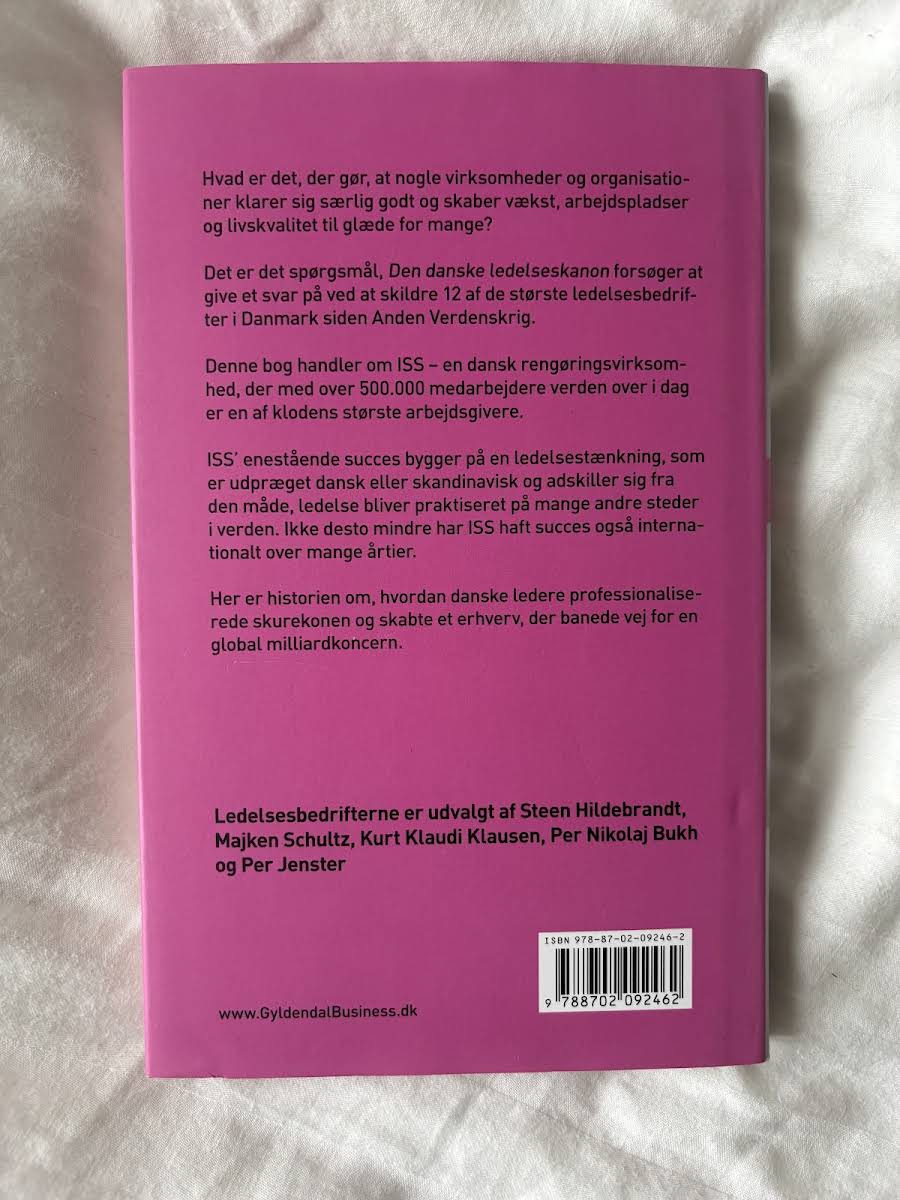 Hvad er det, der gør, at nogle virksomheder og organisatio-
ner klarer sig særlig godt og skaber vækst, arbejdspladser
og livskvalitet til glæde for mange?
Det er det spørgsmål, Den danske ledelseskanon forsøger at
give et svar på ved at skildre 12 af de største ledelsesbedrif-
ter i Danmark siden Anden Verdenskrig.
Denne bog handler om ISS – en dansk rengøringsvirksom-
hed, der med over 500.000 medarbejdere verden over i dag
er en af klodens største arbejdsgivere.
ISS’ enestående succes bygger på en ledelsestænkning, som
er udpræget dansk eller skandinavisk og adskiller sig fra
den måde, ledelse bliver praktiseret på mange andre steder
i verden. Ikke desto mindre har ISS haft succes også interna-
tionalt over mange årtier.
Her er historien om, hvordan danske ledere professionalise-
rede skurekonen og skabte et erhverv, der banede vej for en
global milliardkoncern.
Ledelsesbedrifterne er udvalgt af Steen Hildebrandt,
Majken Schultz, Kurt Klaudi Klausen, Per Nikolaj Bukh
og Per Jenster
ISBN 978-87-02-09246-2
9 788702 092462
www.GyldendalBusiness.dk